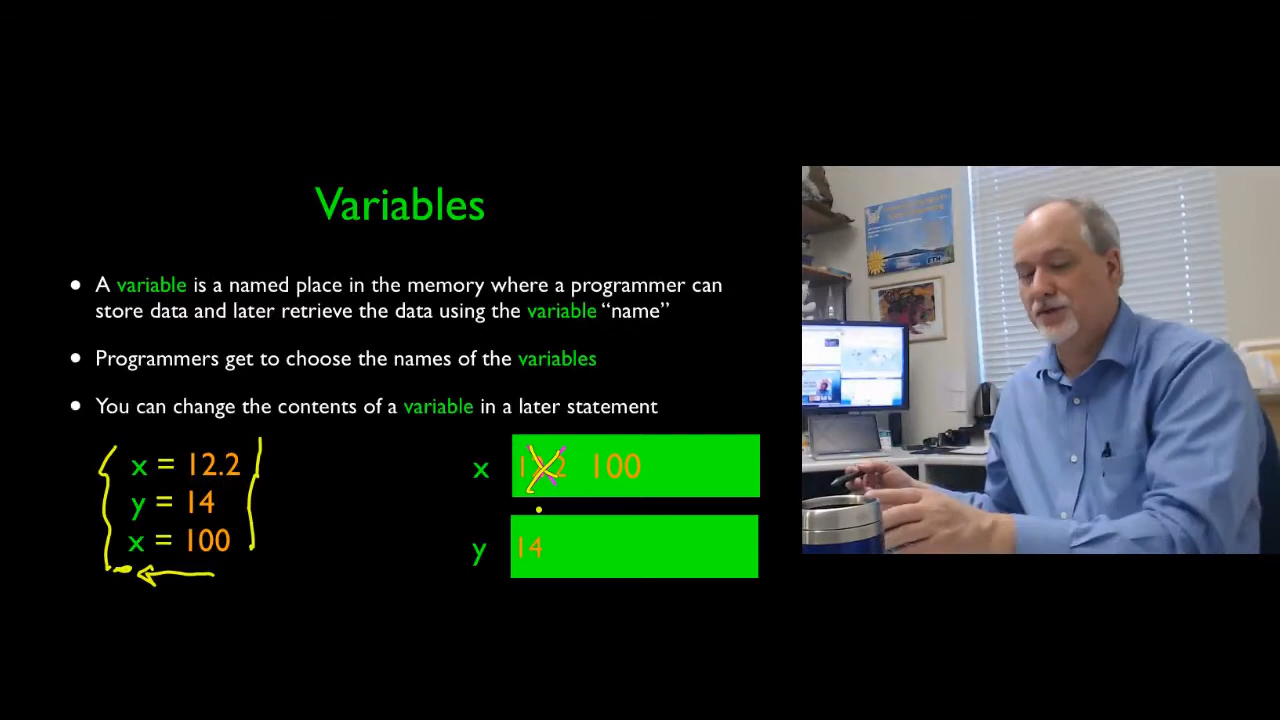 Variables
• A variable is a named place in the memory where a programmer can
store data and later retrieve the data using the variable “name”
• Programmers get to choose the names of the variables
• You can change the contents of a variable in a later statement
x = 12.2
y = 14
x = 100
x 12.2 100
y 14